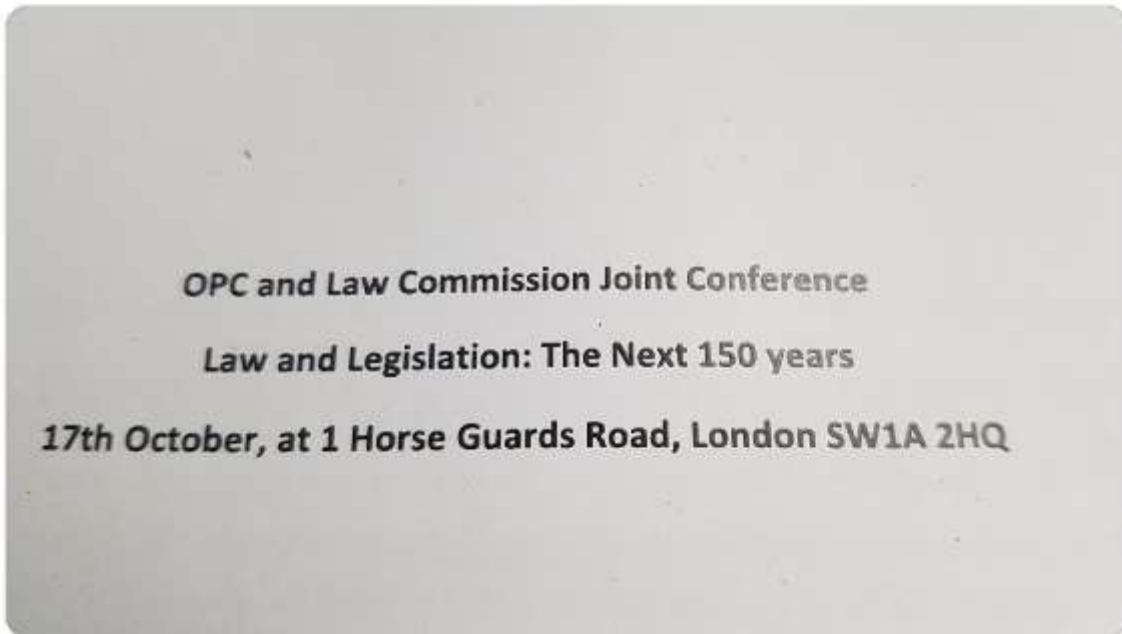 OPC and Law Commission Joint Conference
Law and Legislation: The Next 150 years
17th October, at 1 Horse Guards Road, London SW1A 2HQ